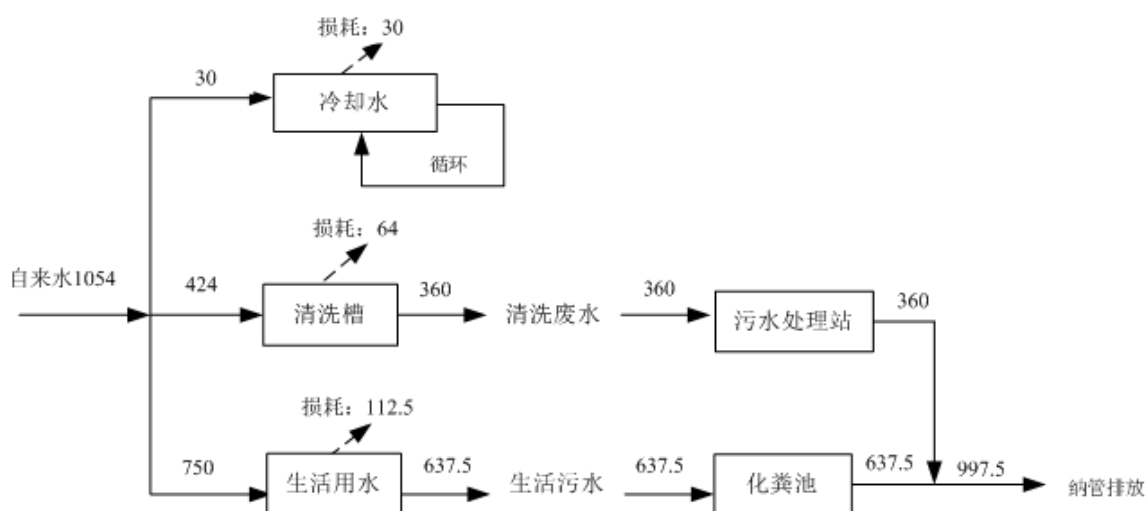 损耗：30
30
冷却水
循环
损耗：64
自来水1054
424
清洗槽
360
清洗废水
360
污水处理站
360
损耗：112.5
750
生活用水
637.5
生活污水
637.5
化粪池
637.5
997.5
纳管排放